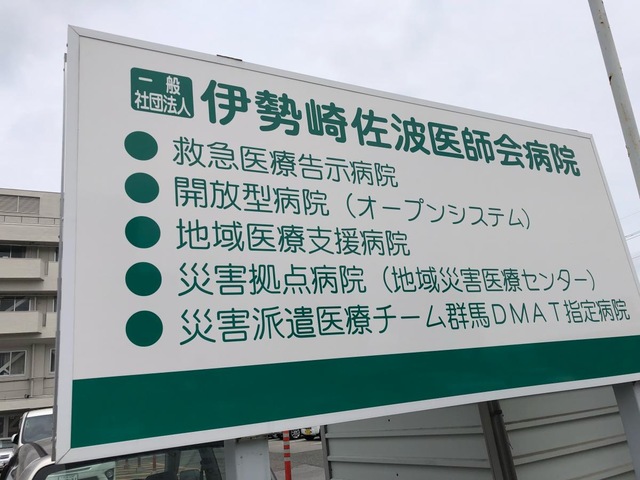 一般
社団法人
伊勢崎佐波医師会病院
救急医療告示病院
開放型病院（オープンシステム）
地域医療支援病院
災害拠点病院（地域災害医療センター）
災害派遣医療チーム群馬DMAT指定病院